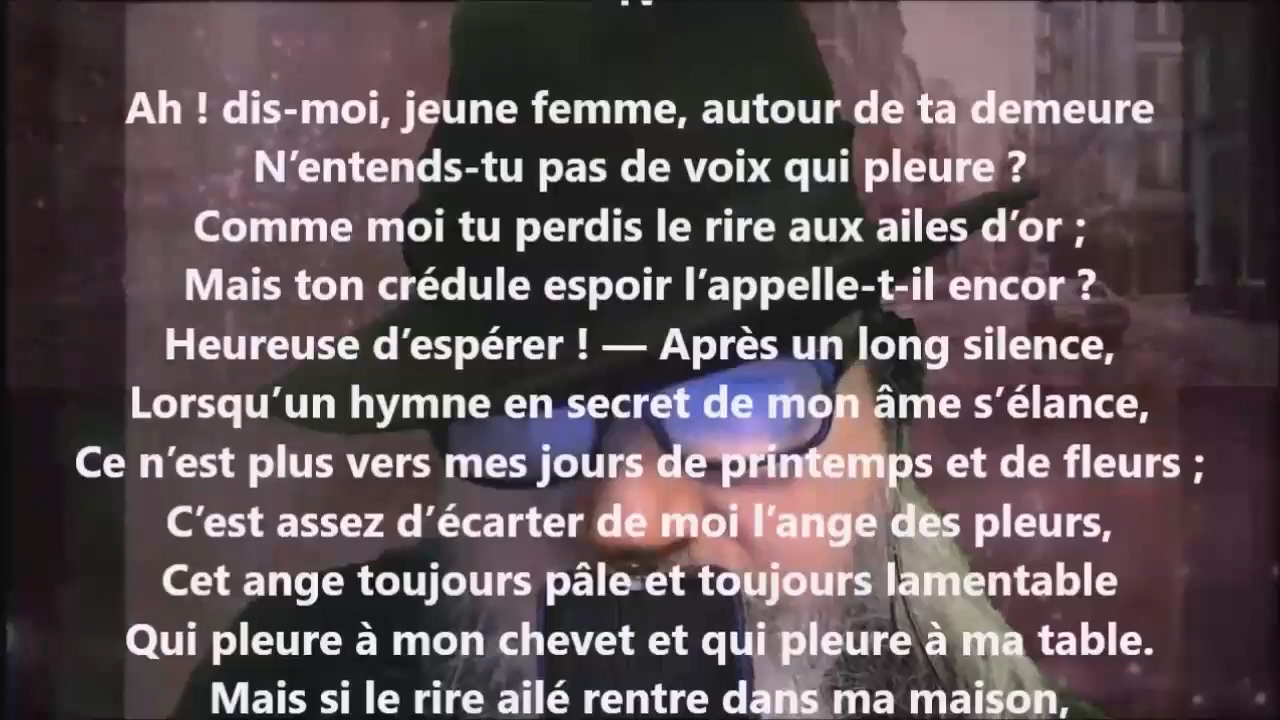 Ah ! dis-moi, jeune femme, autour de ta demeure
N’entends-tu pas de voix qui pleure ?
Comme moi tu perdis le rire aux ailes d’or ;
Mais ton crédule espoir l’appelle-t-il encor ?
Heureuse d’espérer ! — Après un long silence,
Lorsqu’un hymne en secret de mon âme s’élance,
Ce n’est plus vers mes jours de printemps et de fleurs ;
C’est assez d’écarter de moi l’ange des pleurs,
Cet ange toujours pâle et toujours lamentable
Qui pleure à mon chevet et qui pleure à ma table.
Mais si le rire ailé rentre dans ma maison,